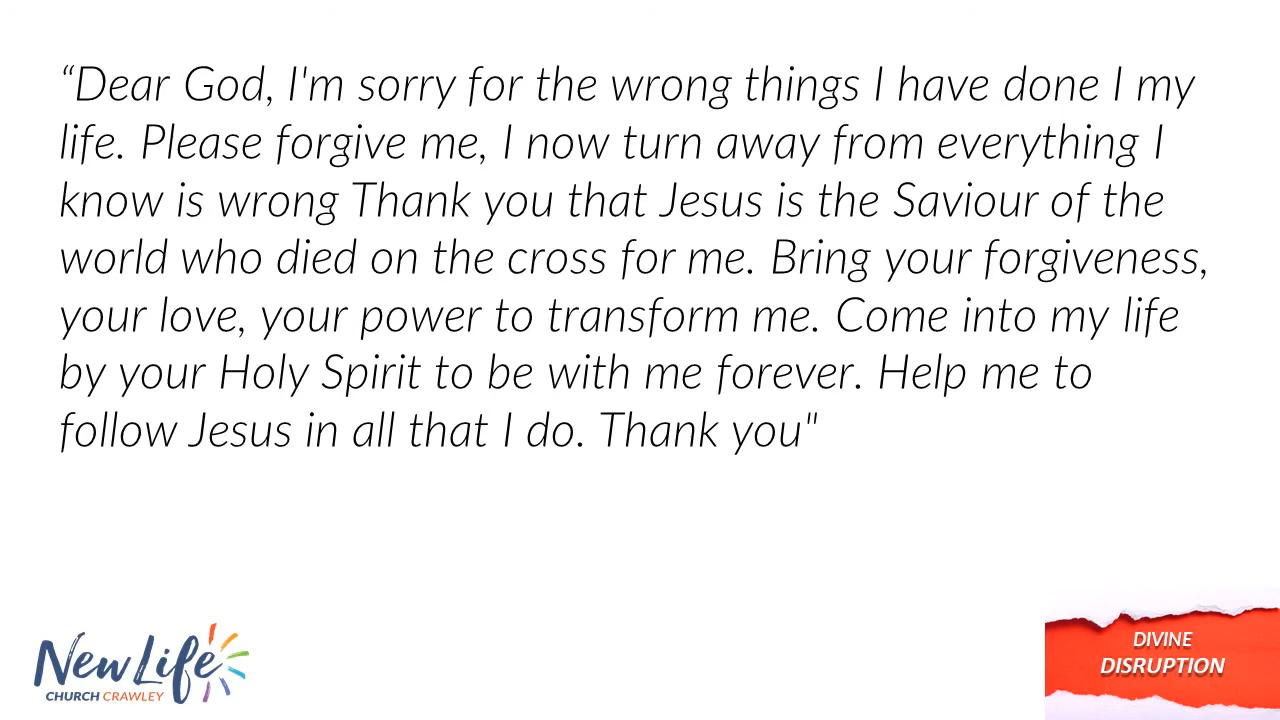 “Dear God, I'm sorry for the wrong things I have done I my
life. Please forgive me, I now turn away from everything I
know is wrong Thank you that Jesus is the Saviour of the
world who died on the cross for me. Bring your forgiveness,
your love, your power to transform me. Come into my life
by your Holy Spirit to be with me forever. Help me to
follow Jesus in all that I do. Thank you"
New Life
CHURCH CRAWLEY
DIVINE
DISRUPTION